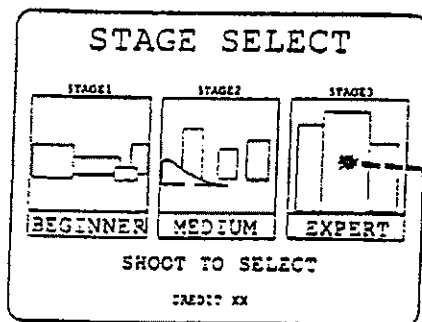 STAGE SELECT
STAGE1 STAGE2 STAGE3
BEGINNER MEDIUM EXPERT
SHOOT TO SELECT
CREDIT XX